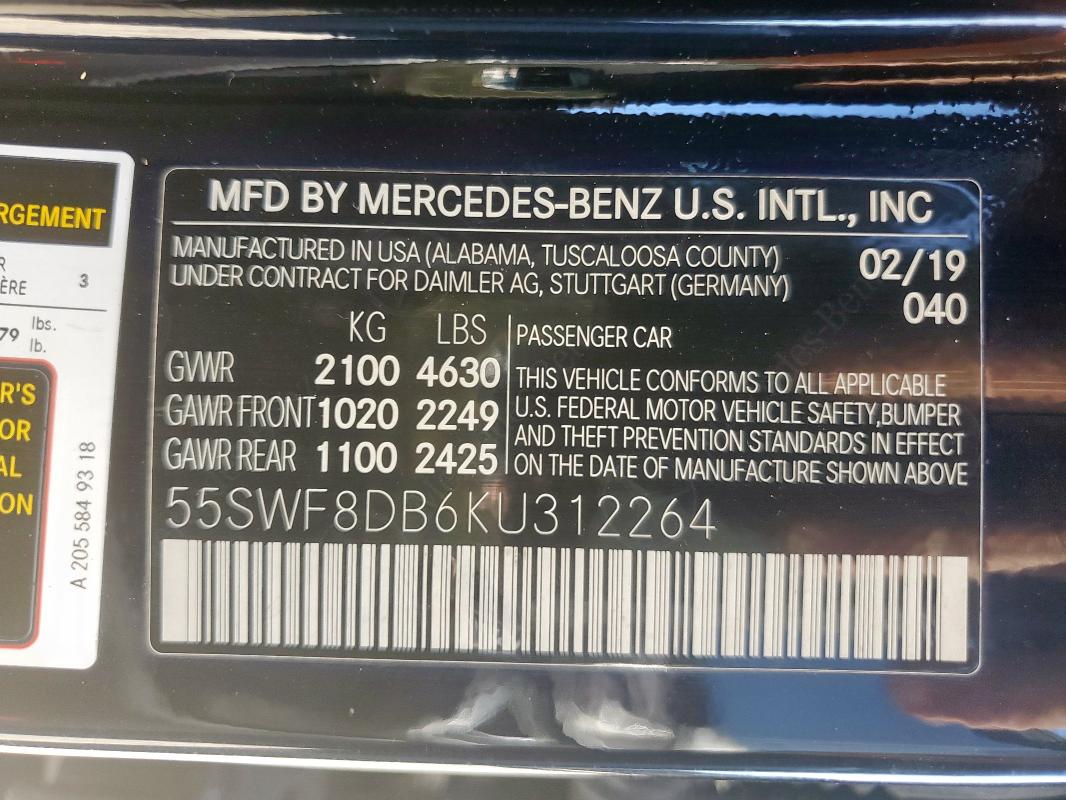 MFD BY MERCEDES-BENZ U.S. INTL., INC
MANUFACTURED IN USA (ALABAMA, TUSCALOOSA COUNTY) 02/19
UNDER CONTRACT FOR DAIMLER AG, STUTTGART (GERMANY)
040
KG LBS
GVWR 2100 4630
GAWR FRONT 1020 2249
GAWR REAR 1100 2425
PASSENGER CAR
THIS VEHICLE CONFORMS TO ALL APPLICABLE
U.S. FEDERAL MOTOR VEHICLE SAFETY,BUMPER
AND THEFT PREVENTION STANDARDS IN EFFECT
ON THE DATE OF MANUFACTURE SHOWN ABOVE
55SWF8DB6KU312264
RGEMENT
R
ÈRE 3
79 lbs.
lb.
R'S
OR
AL
ON
A 205 584 93 18